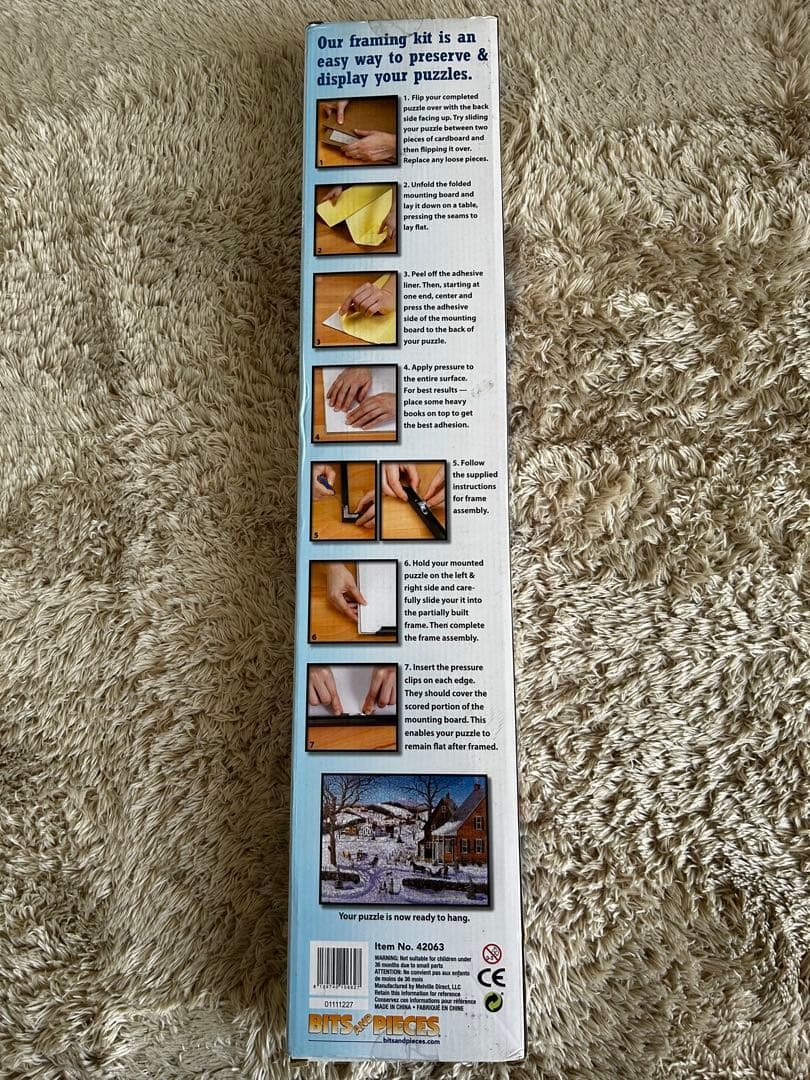 Our framing kit is an
easy way to preserve &
display your puzzles.
1. Flip your completed
puzzle over with the back
side facing up. Try sliding
your puzzle between two
pieces of cardboard and
then flipping it over.
Replace any loose pieces.
1
2. Unfold the folded
mounting board and
lay it down on a table,
pressing the seams to
lay flat.
2
3. Peel off the adhesive
liner. Then, starting at
one end, center and
press the adhesive
side of the mounting
board to the back of
your puzzle.
3
4. Apply pressure to
the entire surface.
For best results —
place some heavy
books on top to get
the best adhesion.
4
5. Follow
the supplied
instructions
for frame
assembly.
5
6. Hold your mounted
puzzle on the left &
right side and care-
fully slide your it into
the partially built
frame. Then complete
the frame assembly.
6
7. Insert the pressure
clips on each edge.
They should cover the
scored portion of the
mounting board. This
enables your puzzle to
remain flat after framed.
7
Your puzzle is now ready to hang.
Item No. 42063
WARNING: Not suitable for children under
36 months due to small parts
ATTENTION: Ne convient pas aux enfants
de moins de 36 mois
Manufactured by Melville Direct, LLC
Retain this information for reference
Conservez ces informations pour référence
MADE IN CHINA • FABRIQUÉ EN CHINE
CE
01111227
BITS AND PIECES
bitsandpieces.com